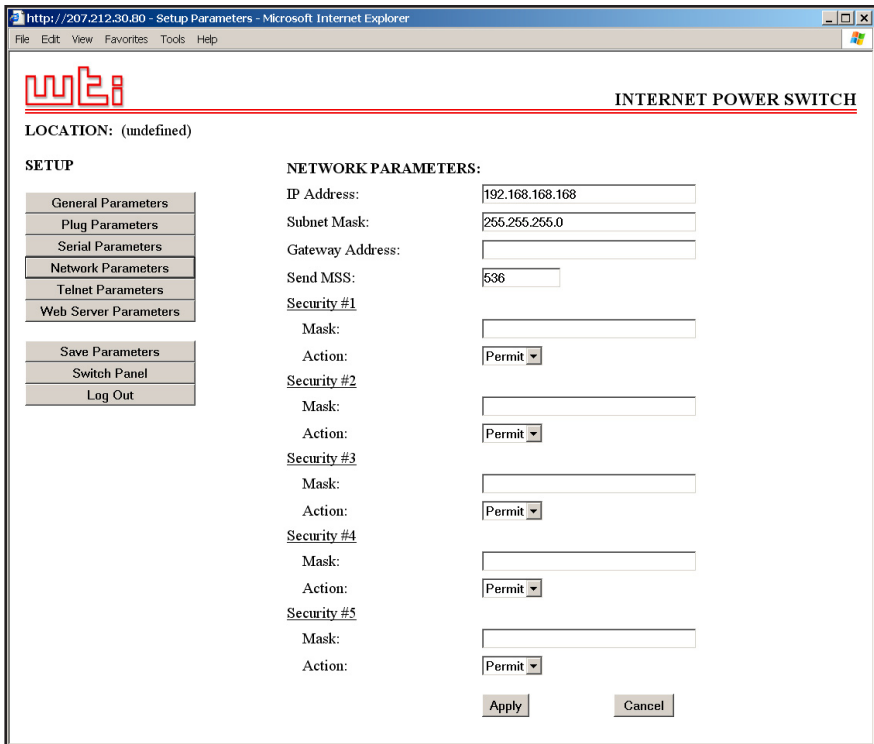 http://207.212.30.80 - Setup Parameters - Microsoft Internet Explorer
File Edit View Favorites Tools Help
wti
INTERNET POWER SWITCH
LOCATION: (undefined)
SETUP
General Parameters
Plug Parameters
Serial Parameters
Network Parameters
Telnet Parameters
Web Server Parameters
Save Parameters
Switch Panel
Log Out
NETWORK PARAMETERS:
IP Address: 192.168.168.168
Subnet Mask: 255.255.255.0
Gateway Address:
Send MSS: 536
Security #1
Mask:
Action: Permit
Security #2
Mask:
Action: Permit
Security #3
Mask:
Action: Permit
Security #4
Mask:
Action: Permit
Security #5
Mask:
Action: Permit
Apply Cancel